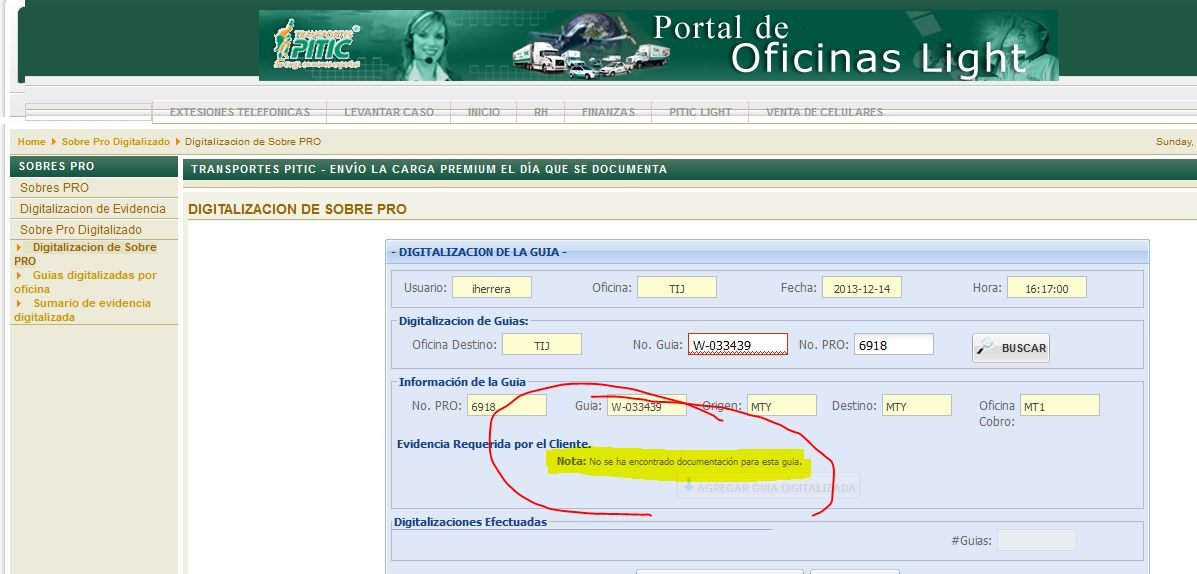 TRANSPORTES
PITIC
Portal de
Oficinas Light
EXTESIONES TELEFONICAS LEVANTAR CASO INICIO RH FINANZAS PITIC LIGHT VENTA DE CELULARES
Home Sobre Pro Digitalizado Digitalizacion de Sobre PRO Sunday,
SOBRES PRO
Sobres PRO
Digitalizacion de Evidencia
Sobre Pro Digitalizado
Digitalizacion de Sobre
PRO
Guias digitalizadas por
oficina
Sumario de evidencia
digitalizada
TRANSPORTES PITIC - ENVÍO LA CARGA PREMIUM EL DÍA QUE SE DOCUMENTA
DIGITALIZACION DE SOBRE PRO
- DIGITALIZACION DE LA GUIA -
Usuario: iherrera Oficina: TIJ Fecha: 2013-12-14 Hora: 16:17:00
Digitalizacion de Guias:
Oficina Destino: TIJ No. Guia: W-033439 No. PRO: 6918 BUSCAR
Información de la Guia
No. PRO: 6918 Guia: W-033439 Origen: MTY Destino: MTY Oficina MT1
Cobro:
Evidencia Requerida por el Cliente.
Nota: No se ha encontrado documentación para esta guia.
AGREGAR GUIA DIGITALIZADA
Digitalizaciones Efectuadas
#Guias: